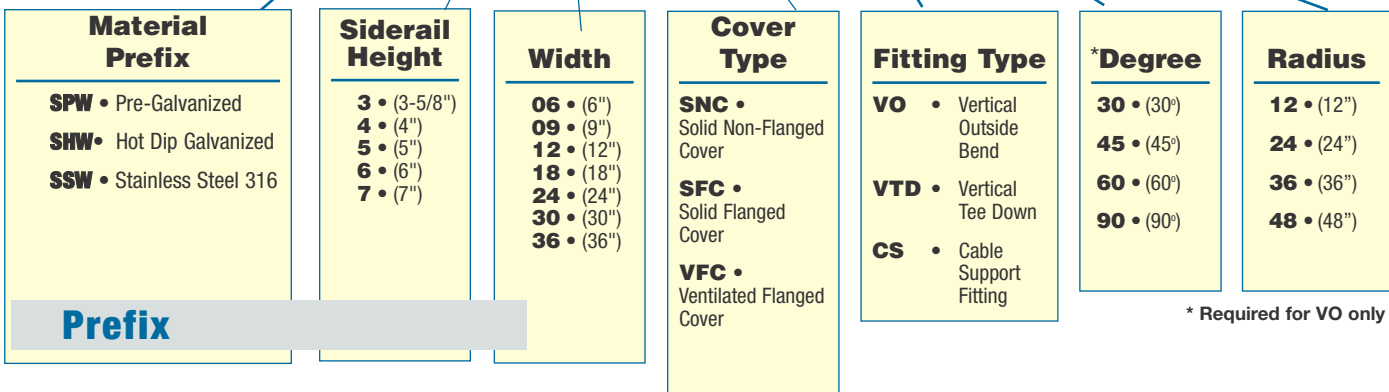 Material
Prefix
SPW • Pre-Galvanized
SHW• Hot Dip Galvanized
SSW • Stainless Steel 316
Prefix
Siderail
Height
3 • (3-5/8")
4 • (4")
5 • (5")
6 • (6")
7 • (7")
Width
06 • (6")
09 • (9")
12 • (12")
18 • (18")
24 • (24")
30 • (30")
36 • (36")
Cover
Type
SNC •
Solid Non-Flanged
Cover
SFC •
Solid Flanged
Cover
VFC •
Ventilated Flanged
Cover
Fitting Type
VO • Vertical
Outside
Bend
VTD • Vertical
Tee Down
CS • Cable
Support
Fitting
*Degree
30 • (30º)
45 • (45º)
60 • (60º)
90 • (90º)
Radius
12 • (12”)
24 • (24”)
36 • (36”)
48 • (48”)
* Required for VO only